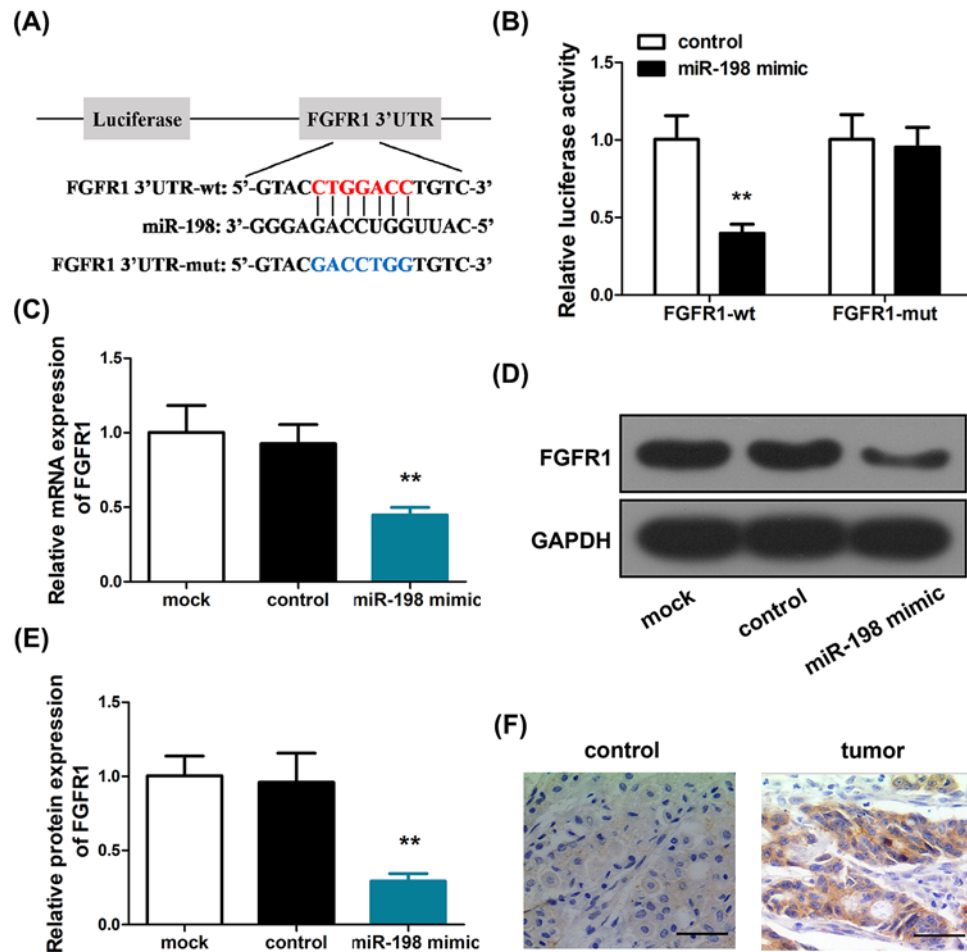 (A)
Luciferase
FGFR1 3'UTR
FGFR1 3'UTR-wt: 5'-GTACCTGGACCTGTC-3'
miR-198: 3'-GGGAGACCUGGUUAC-5'
FGFR1 3'UTR-mut: 5'-GTACGACCTGGTGTC-3'
(B)
control
miR-198 mimic
Relative luciferase activity
1.5
1.0
0.5
0.0
**
FGFR1-wt
FGFR1-mut
(C)
Relative mRNA expression
of FGFR1
1.5
1.0
0.5
0.0
**
mock
control
miR-198 mimic
(D)
FGFR1
GAPDH
mock
control
miR-198 mimic
(E)
Relative protein expression
of FGFR1
1.5
1.0
0.5
0.0
**
mock
control
miR-198 mimic
(F)
control
tumor